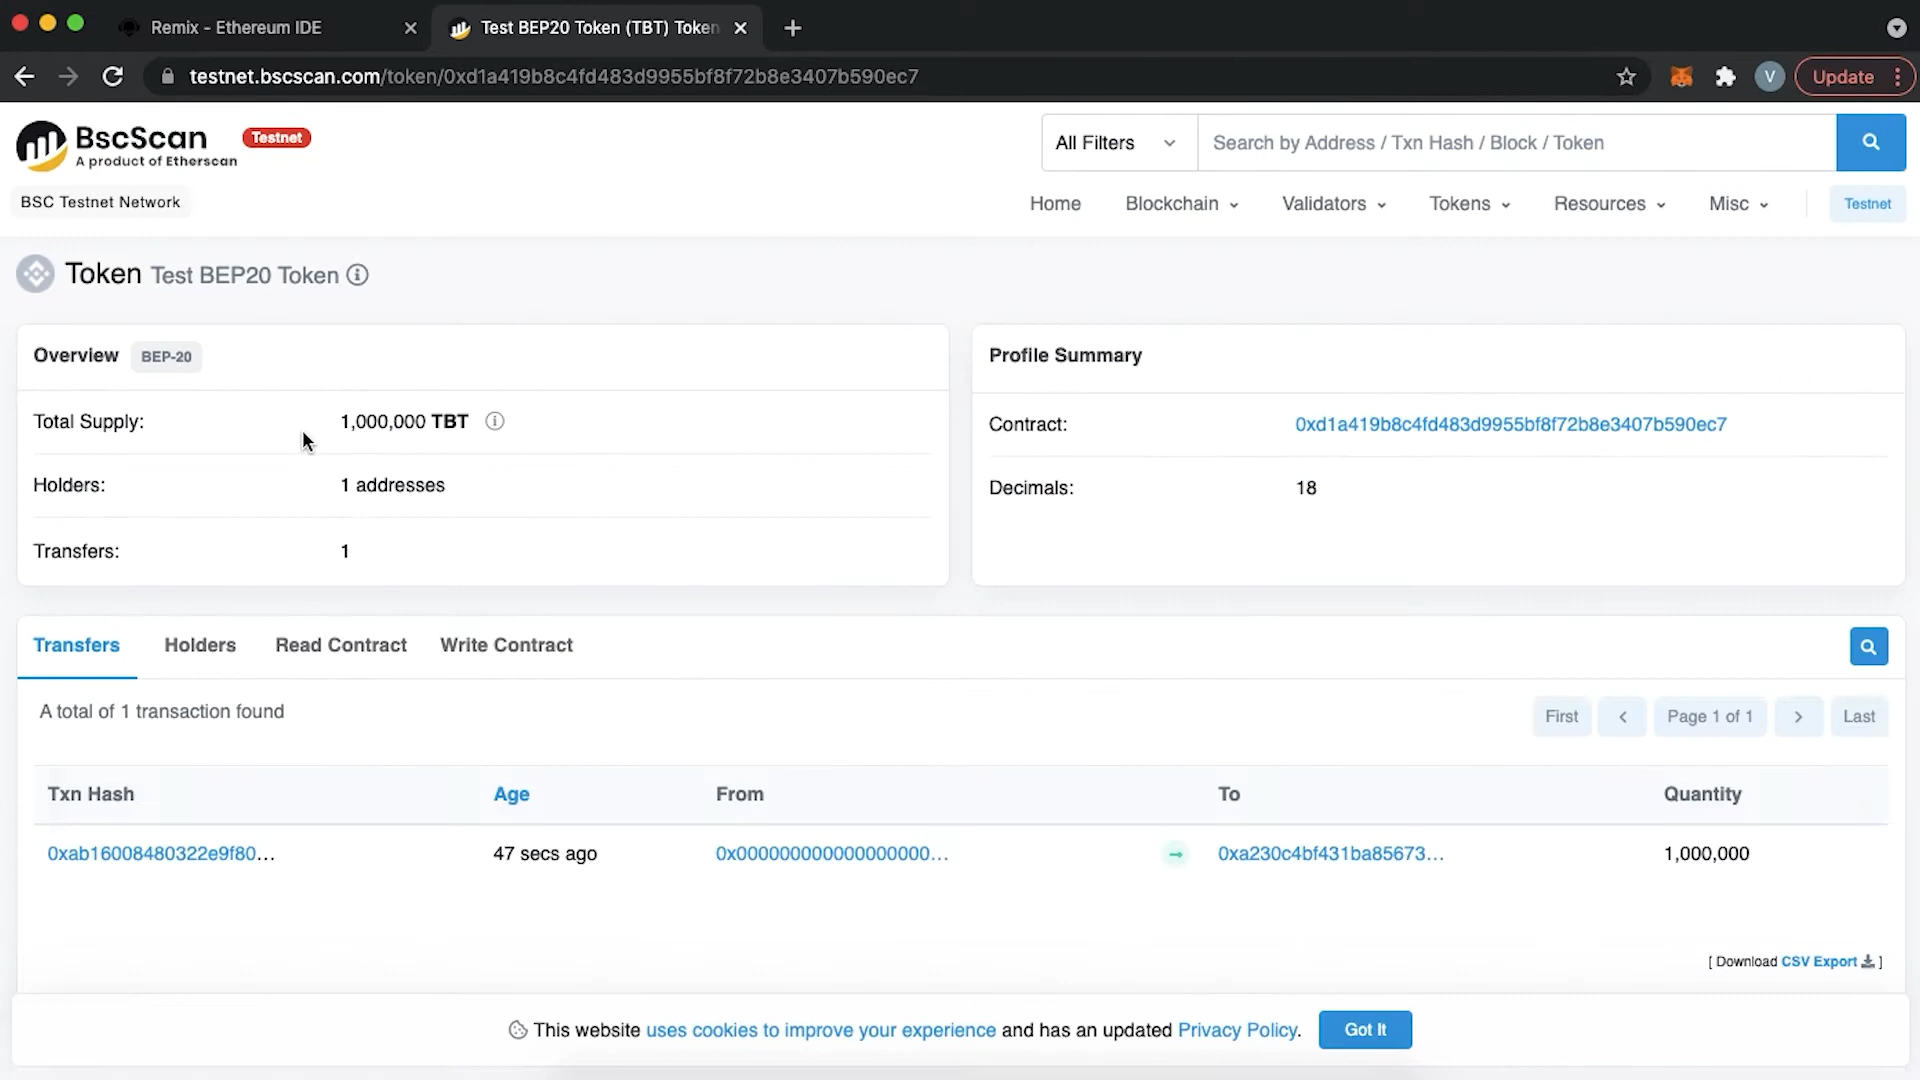 Remix - Ethereum IDE
Test BEP20 Token (TBT) Token
testnet.bscscan.com/token/0xd1a419b8c4fd483d9955bf8f72b8e3407b590ec7
V
Update
BscScan
A product of Etherscan
Testnet
All Filters
Search by Address / Txn Hash / Block / Token
BSC Testnet Network
Home
Blockchain
Validators
Tokens
Resources
Misc
Testnet
Token Test BEP20 Token
Overview BEP-20
Total Supply: 1,000,000 TBT
Holders: 1 addresses
Transfers: 1
Profile Summary
Contract: 0xd1a419b8c4fd483d9955bf8f72b8e3407b590ec7
Decimals: 18
Transfers Holders Read Contract Write Contract
A total of 1 transaction found
First Page 1 of 1 Last
Txn Hash Age From To Quantity
0xab16008480322e9f80... 47 secs ago 0x000000000000000000... 0xa230c4bf431ba85673... 1,000,000
[ Download CSV Export ]
This website uses cookies to improve your experience and has an updated Privacy Policy. Got It